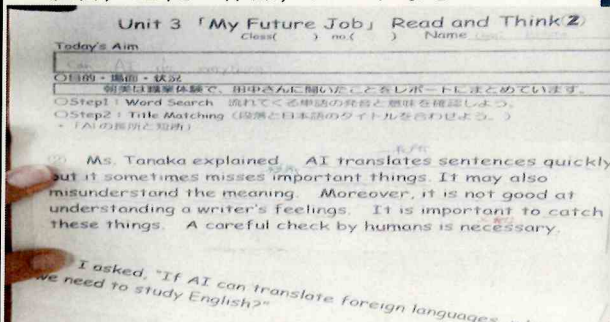 Unit 3 「My Future Job」 Read and Think②
Class( ) no.( ) Name
Today's Aim
Can AI do
○目的・場面・状況
朝美は職業体験で、田中さんに聞いたことをレポートにまとめています。
○Step1：Word Search 流れてくる単語の発音と意味を確認しよう。
○Step2：Title Matching（段落と日本語のタイトルを合わせよう。）
・「AIの長所と短所」
Ms. Tanaka explained AI translates sentences quickly
but it sometimes misses important things. It may also
misunderstand the meaning. Moreover, it is not good at
understanding a writer's feelings. It is important to catch
these things. A careful check by humans is necessary.
I asked, "If AI can translate foreign languages,
we need to study English?"